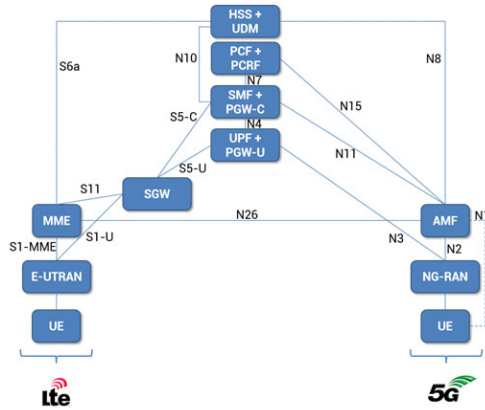 HSS +
UDM
PCF +
PCRF
N10
N8
S6a
N7
SMF +
PGW-C
N15
S5-C
N4
UPF +
PGW-U
N11
S5-U
S11
SGW
MME
N26
AMF
S1-U
N3
S1-MME
N2
E-UTRAN
NG-RAN
UE
UE
Lte
5G